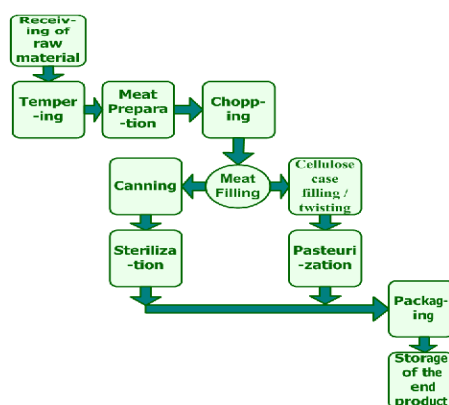 Receiv-
ing of
raw
material
Temper
-ing
Meat
Prepara
-tion
Chopp-
ing
Meat
Filling
Canning
Cellulose
case
filling /
twisting
Steriliza
-tion
Pasteuri
-zation
Packag-
ing
Storage
of the
end
product